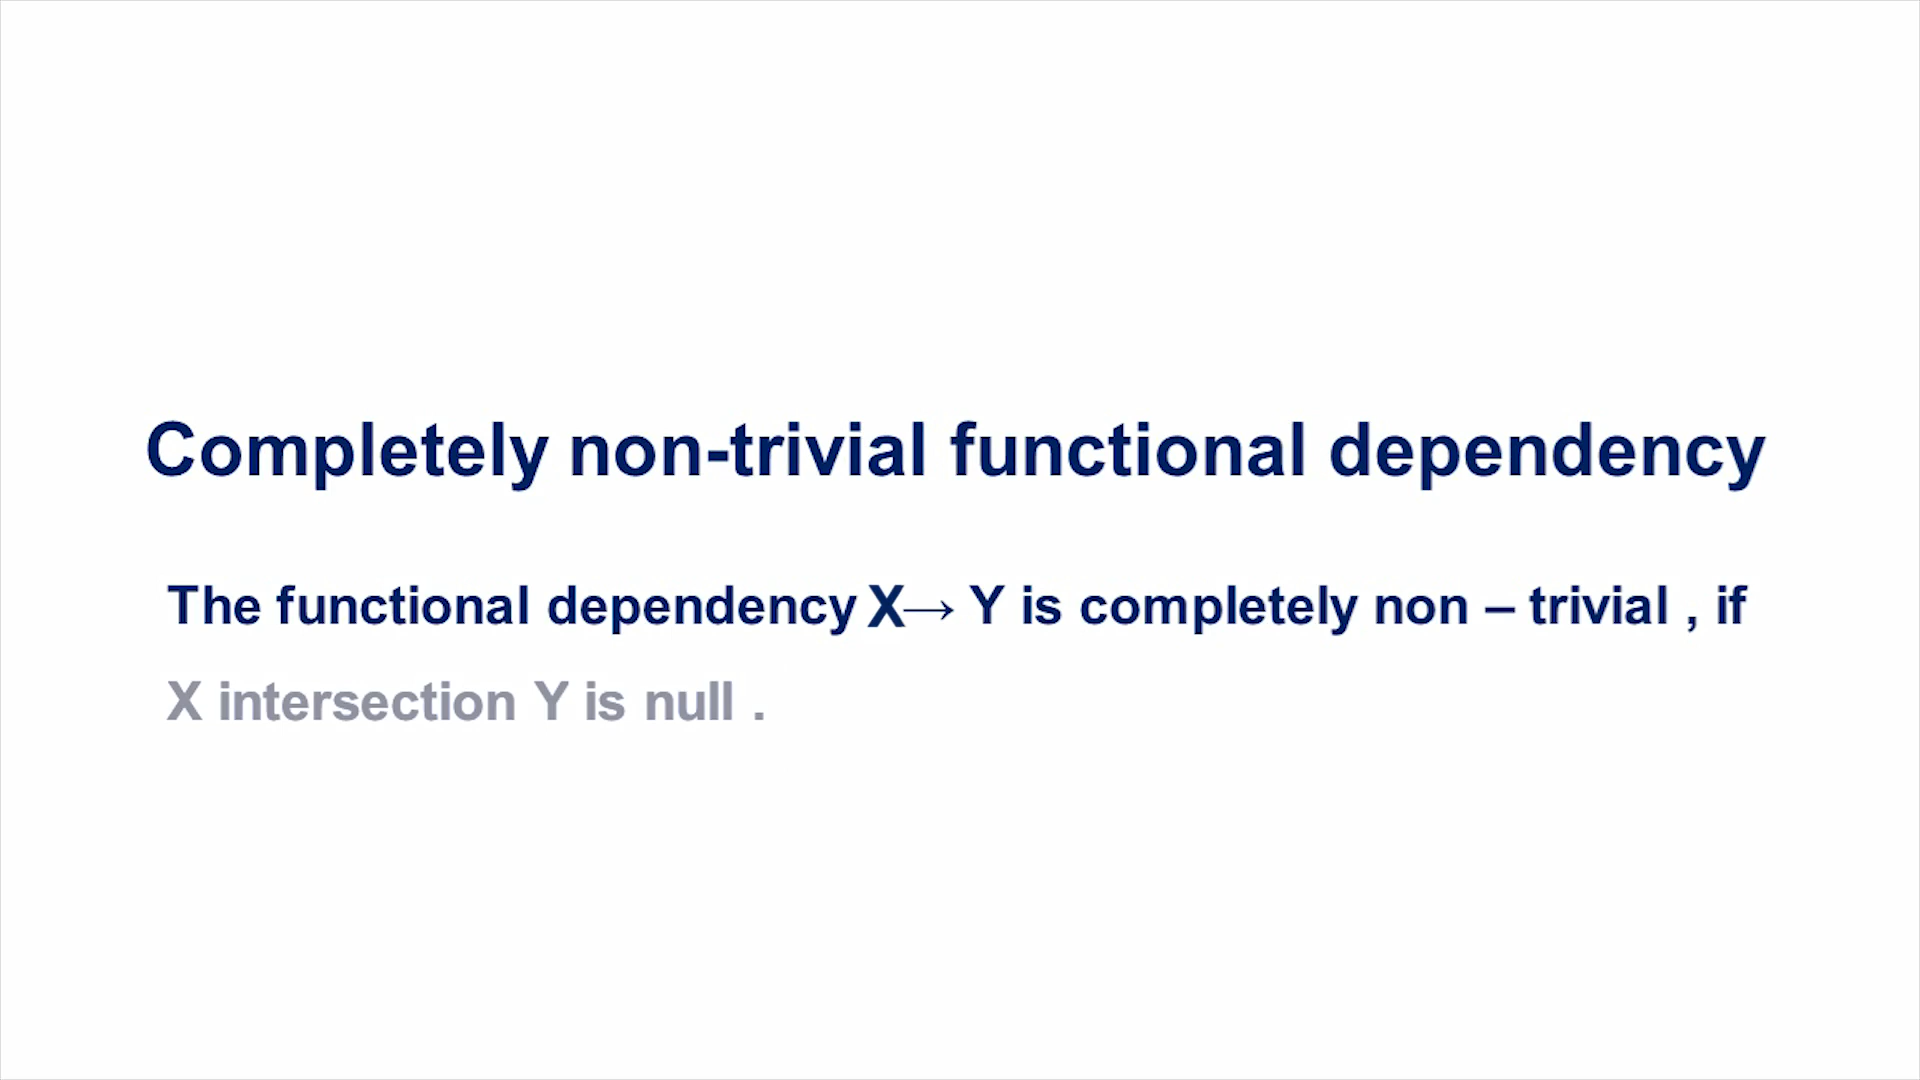 Completely non-trivial functional dependency
The functional dependency X→ Y is completely non – trivial , if
X intersection Y is null .